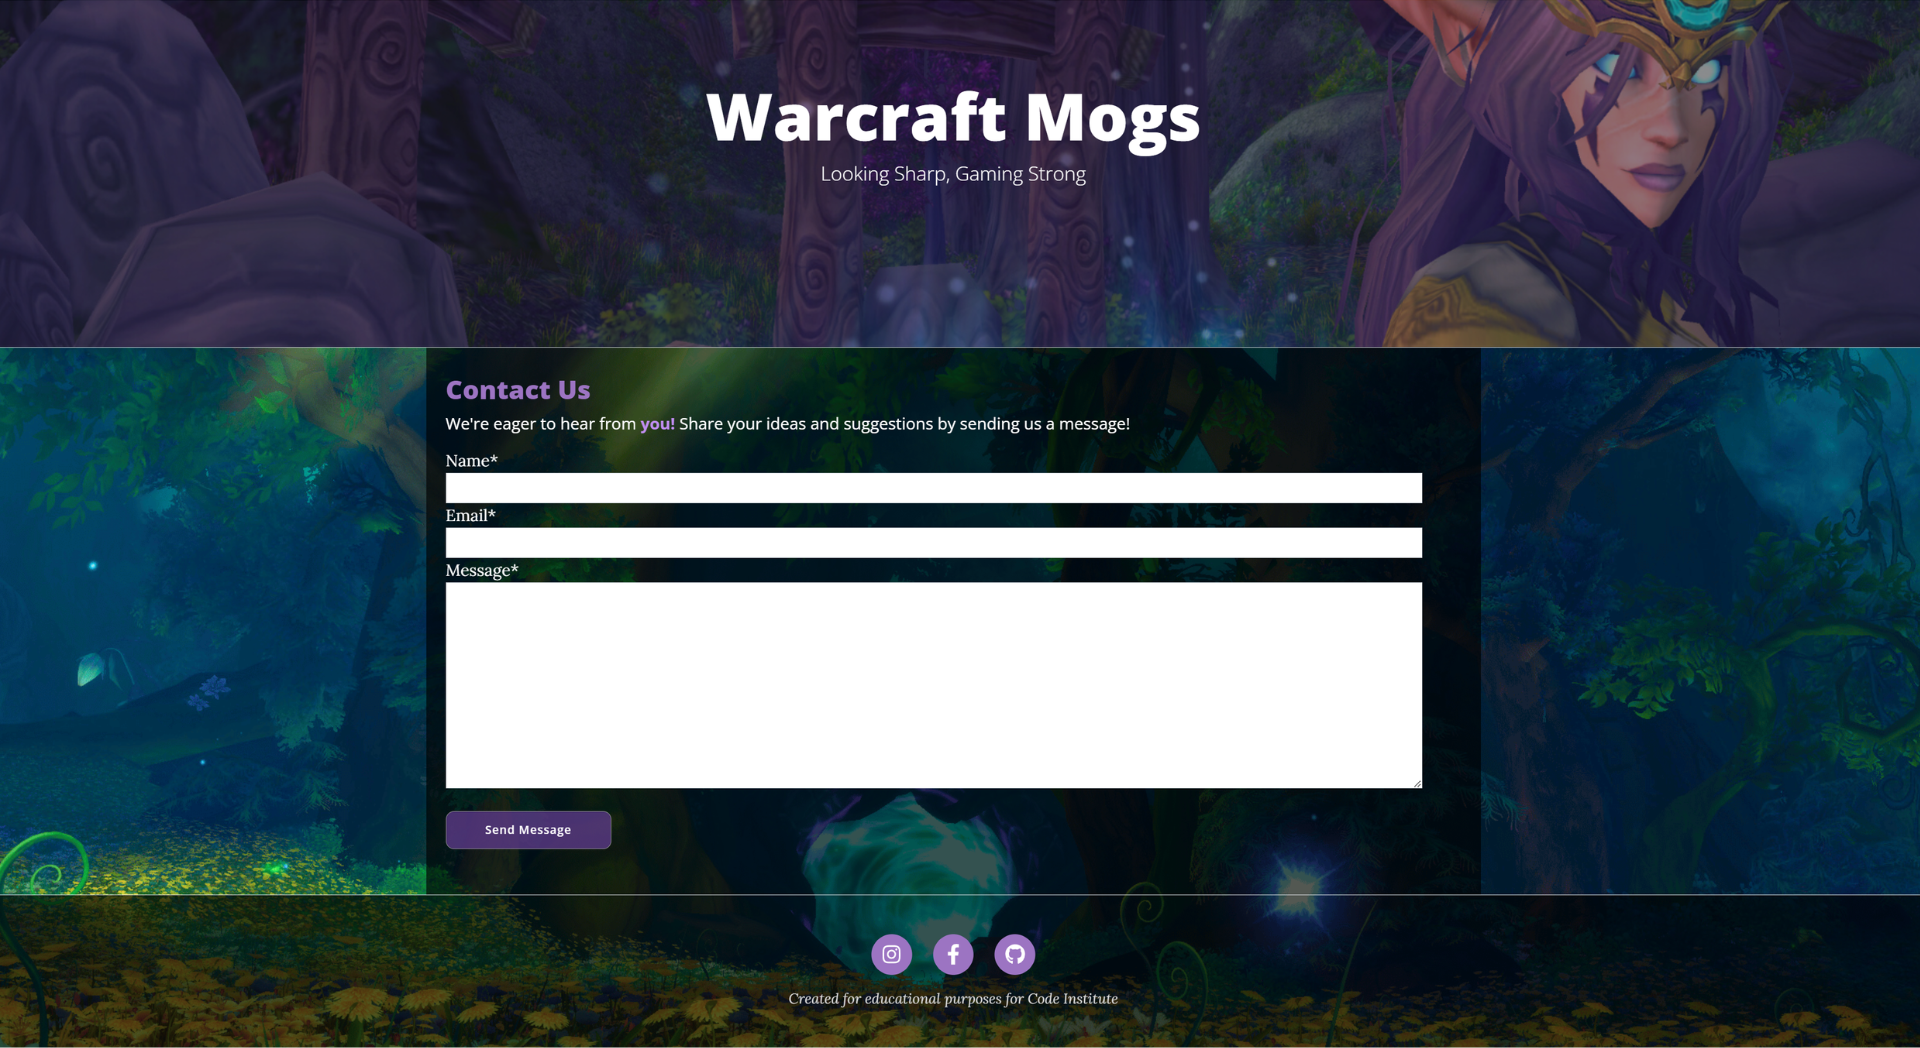 Warcraft Mogs
Looking Sharp, Gaming Strong
Contact Us
We're eager to hear from you! Share your ideas and suggestions by sending us a message!
Name*
Email*
Message*
Send Message
Created for educational purposes for Code Institute